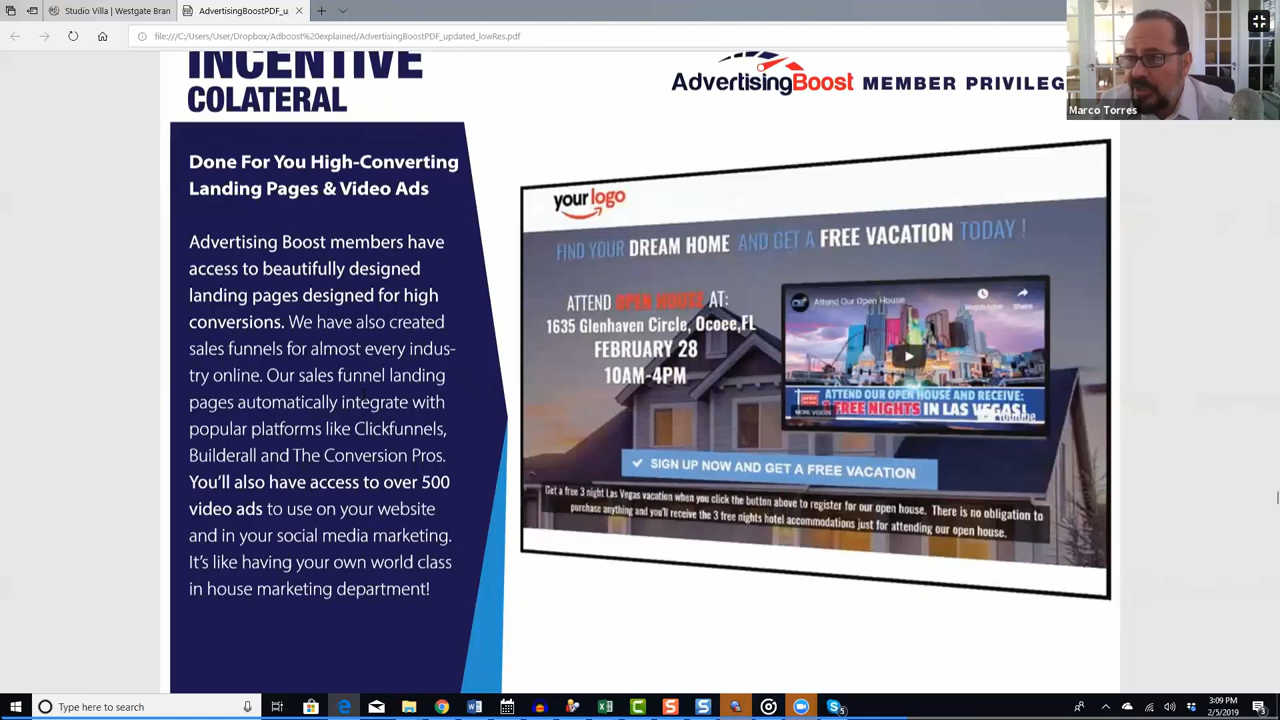 Studio Villa | Westgate Bran
AdvertisingBoostPDF_u
file:///C:/Users/User/Dropbox/Adboost%20explained/AdvertisingBoostPDF_updated_lowRes.pdf
Marco Torres
INCENTIVE
COLATERAL
AdvertisingBoost MEMBER PRIVILEG
Done For You High-Converting
Landing Pages & Video Ads
Advertising Boost members have
access to beautifully designed
landing pages designed for high
conversions. We have also created
sales funnels for almost every indus-
try online. Our sales funnel landing
pages automatically integrate with
popular platforms like Clickfunnels,
Builderall and The Conversion Pros.
You'll also have access to over 500
video ads to use on your website
and in your social media marketing.
It's like having your own world class
in house marketing department!
your logo
FIND YOUR DREAM HOME AND GET A FREE VACATION TODAY !
ATTEND OPEN HOUSE AT:
1635 Glenhaven Circle, Ocoee,FL
FEBRUARY 28
10AM-4PM
Attend Our Open House
Watch later
Share
ATTEND OUR OPEN HOUSE AND RECEIVE:
3 FREE NIGHTS IN LAS VEGAS!
MORE VIDEOS
YouTube
SIGN UP NOW AND GET A FREE VACATION
Get a free 3 night Las Vegas vacation when you click the button above to register for our open house. There is no obligation to
purchase anything and you'll receive the 3 free nights hotel accommodations just for attending our open house.
Type here to search
3:09 PM
2/5/2019